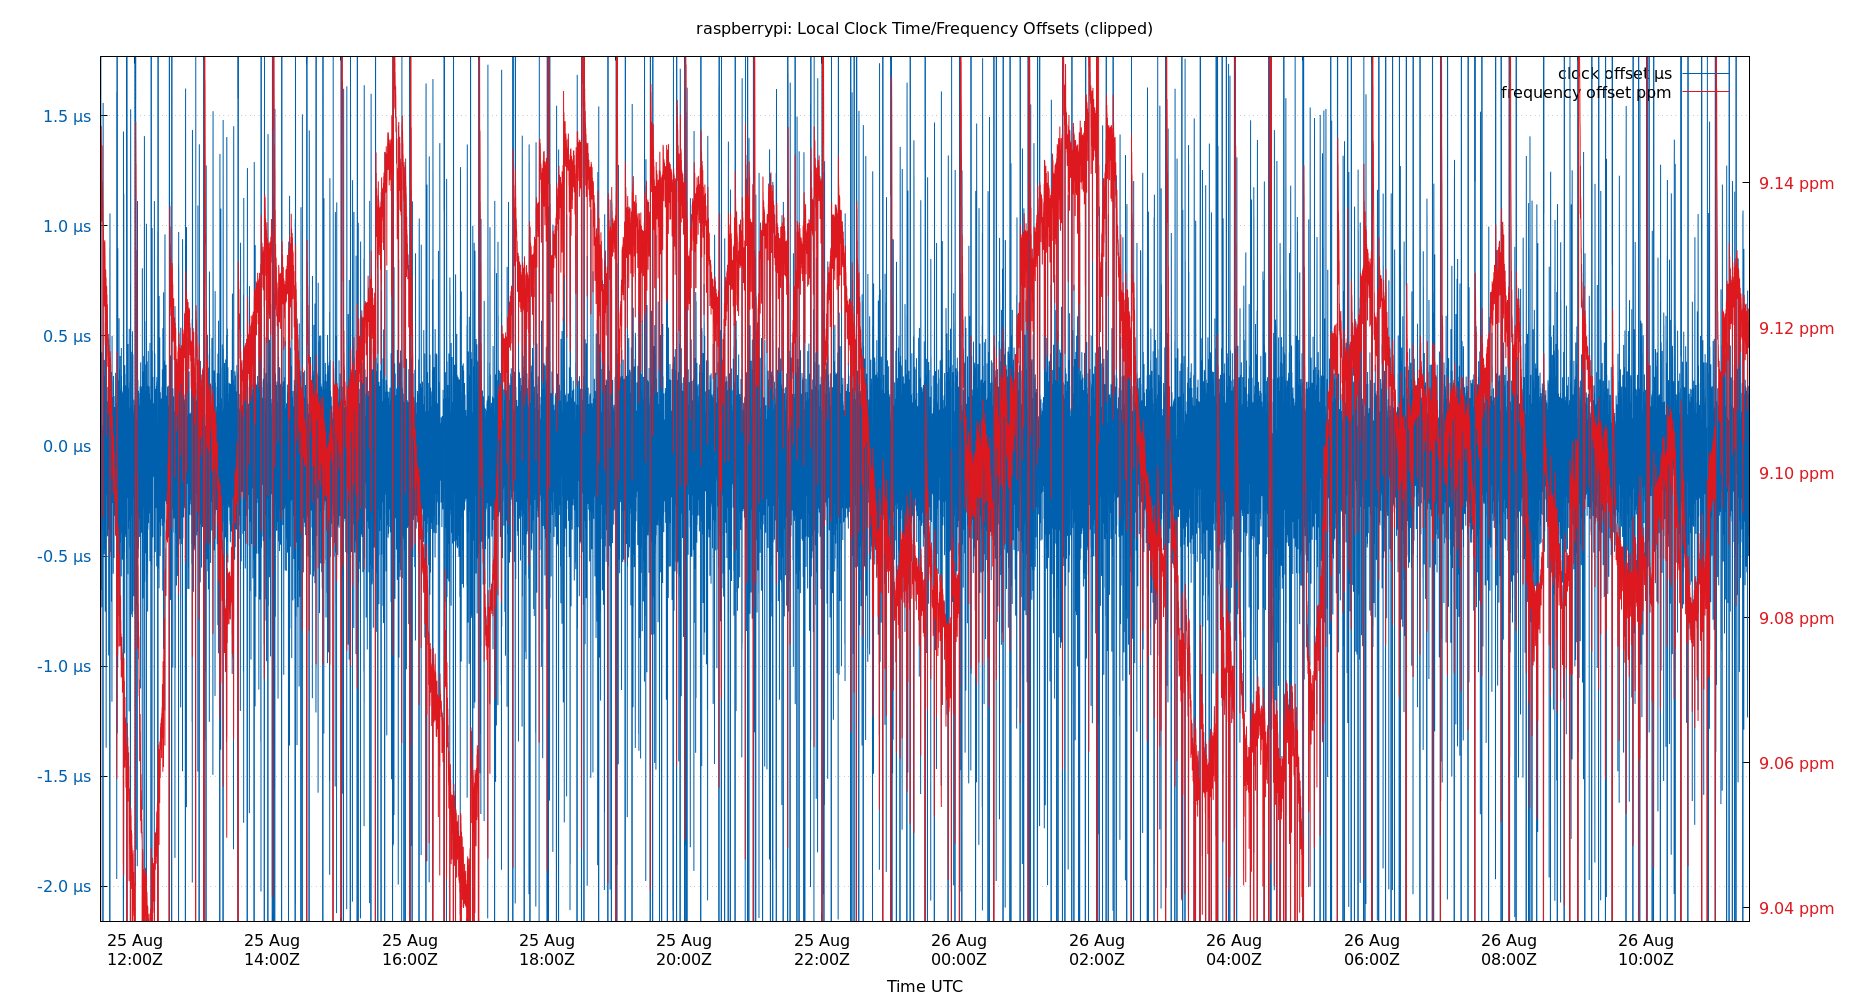 raspberrypi: Local Clock Time/Frequency Offsets (clipped)
clock offset µs
frequency offset ppm
1.5 µs
1.0 µs
0.5 µs
0.0 µs
-0.5 µs
-1.0 µs
-1.5 µs
-2.0 µs
9.14 ppm
9.12 ppm
9.10 ppm
9.08 ppm
9.06 ppm
9.04 ppm
25 Aug 25 Aug 25 Aug 25 Aug 25 Aug 25 Aug 26 Aug 26 Aug 26 Aug 26 Aug 26 Aug 26 Aug
12:00Z 14:00Z 16:00Z 18:00Z 20:00Z 22:00Z 00:00Z 02:00Z 04:00Z 06:00Z 08:00Z 10:00Z
Time UTC